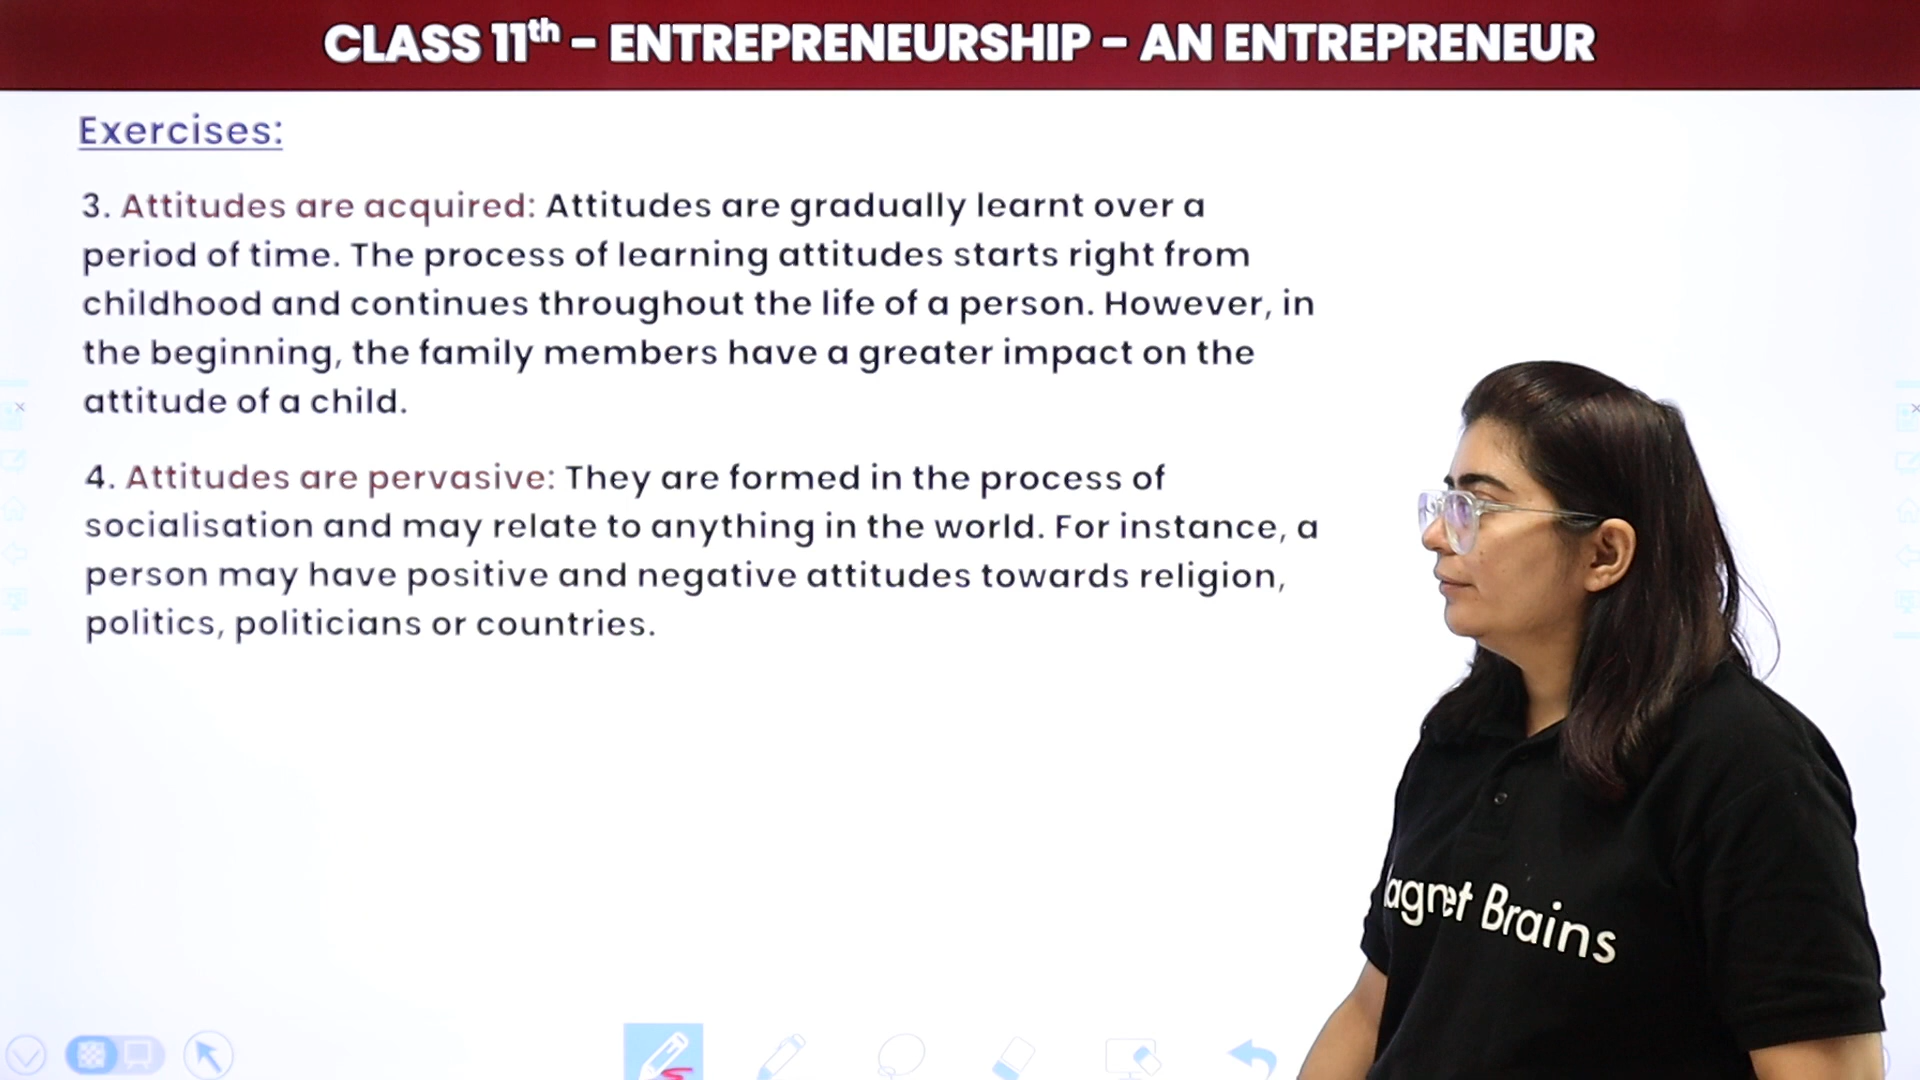 CLASS 11th – ENTREPRENEURSHIP – AN ENTREPRENEUR
Exercises:
3. Attitudes are acquired: Attitudes are gradually learnt over a
period of time. The process of learning attitudes starts right from
childhood and continues throughout the life of a person. However, in
the beginning, the family members have a greater impact on the
attitude of a child.
4. Attitudes are pervasive: They are formed in the process of
socialisation and may relate to anything in the world. For instance, a
person may have positive and negative attitudes towards religion,
politics, politicians or countries.
agnet Brains